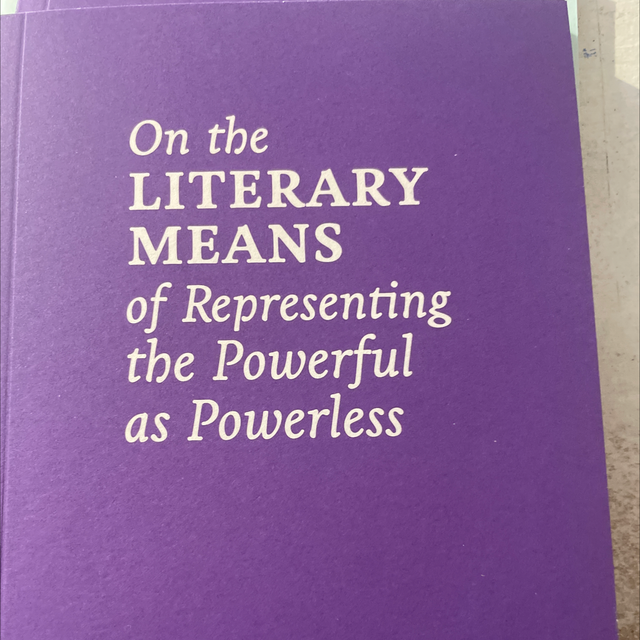 On the
LITERARY
MEANS
of Representing
the Powerful
as Powerless